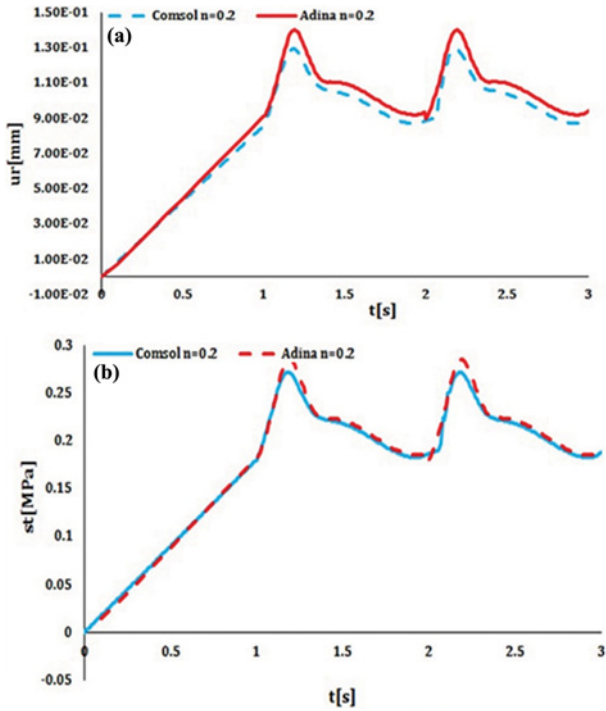 Comsol n=0.2 Adina n=0.2
1.50E-01
(a)
1.30E-01
1.10E-01
9.00E-02
7.00E-02
5.00E-02
3.00E-02
1.00E-02
-1.00E-02
ur[mm]
0 0.5 1 1.5 2 2.5 3
t[s]
0.3
Comsol n=0.2 Adina n=0.2
(b)
0.25
0.2
0.15
0.1
0.05
0
-0.05
st[MPa]
0 0.5 1 1.5 2 2.5 3
t[s]